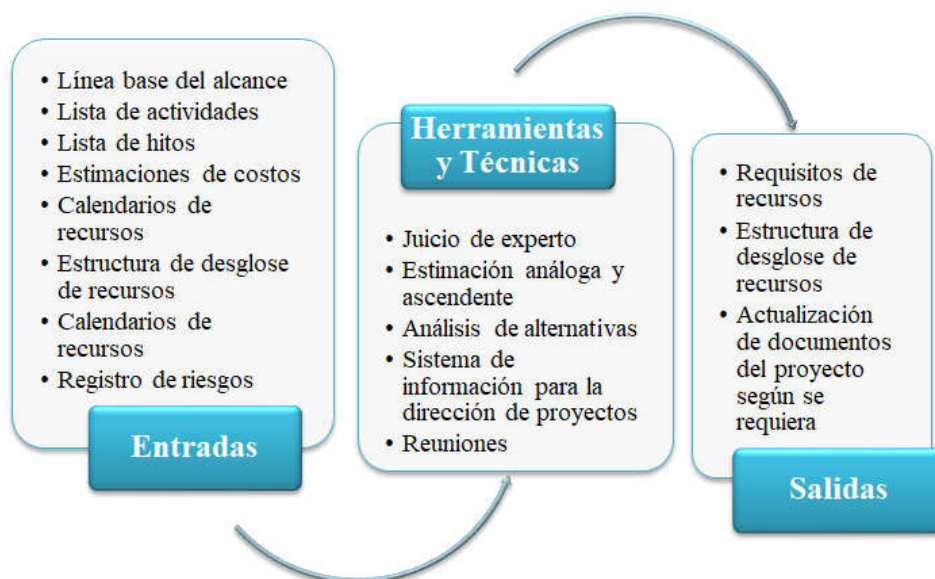 • Línea base del alcance
• Lista de actividades
• Lista de hitos
• Estimaciones de costos
• Calendarios de
recursos
• Estructura de desglose
de recursos
• Calendarios de
recursos
• Registro de riesgos
Entradas
Herramientas
y Técnicas
• Juicio de experto
• Estimación análoga y
ascendente
• Análisis de alternativas
• Sistema de
información para la
dirección de proyectos
• Reuniones
• Requisitos de
recursos
• Estructura de
desglose de
recursos
• Actualización
de documentos
del proyecto
según se
requiera
Salidas